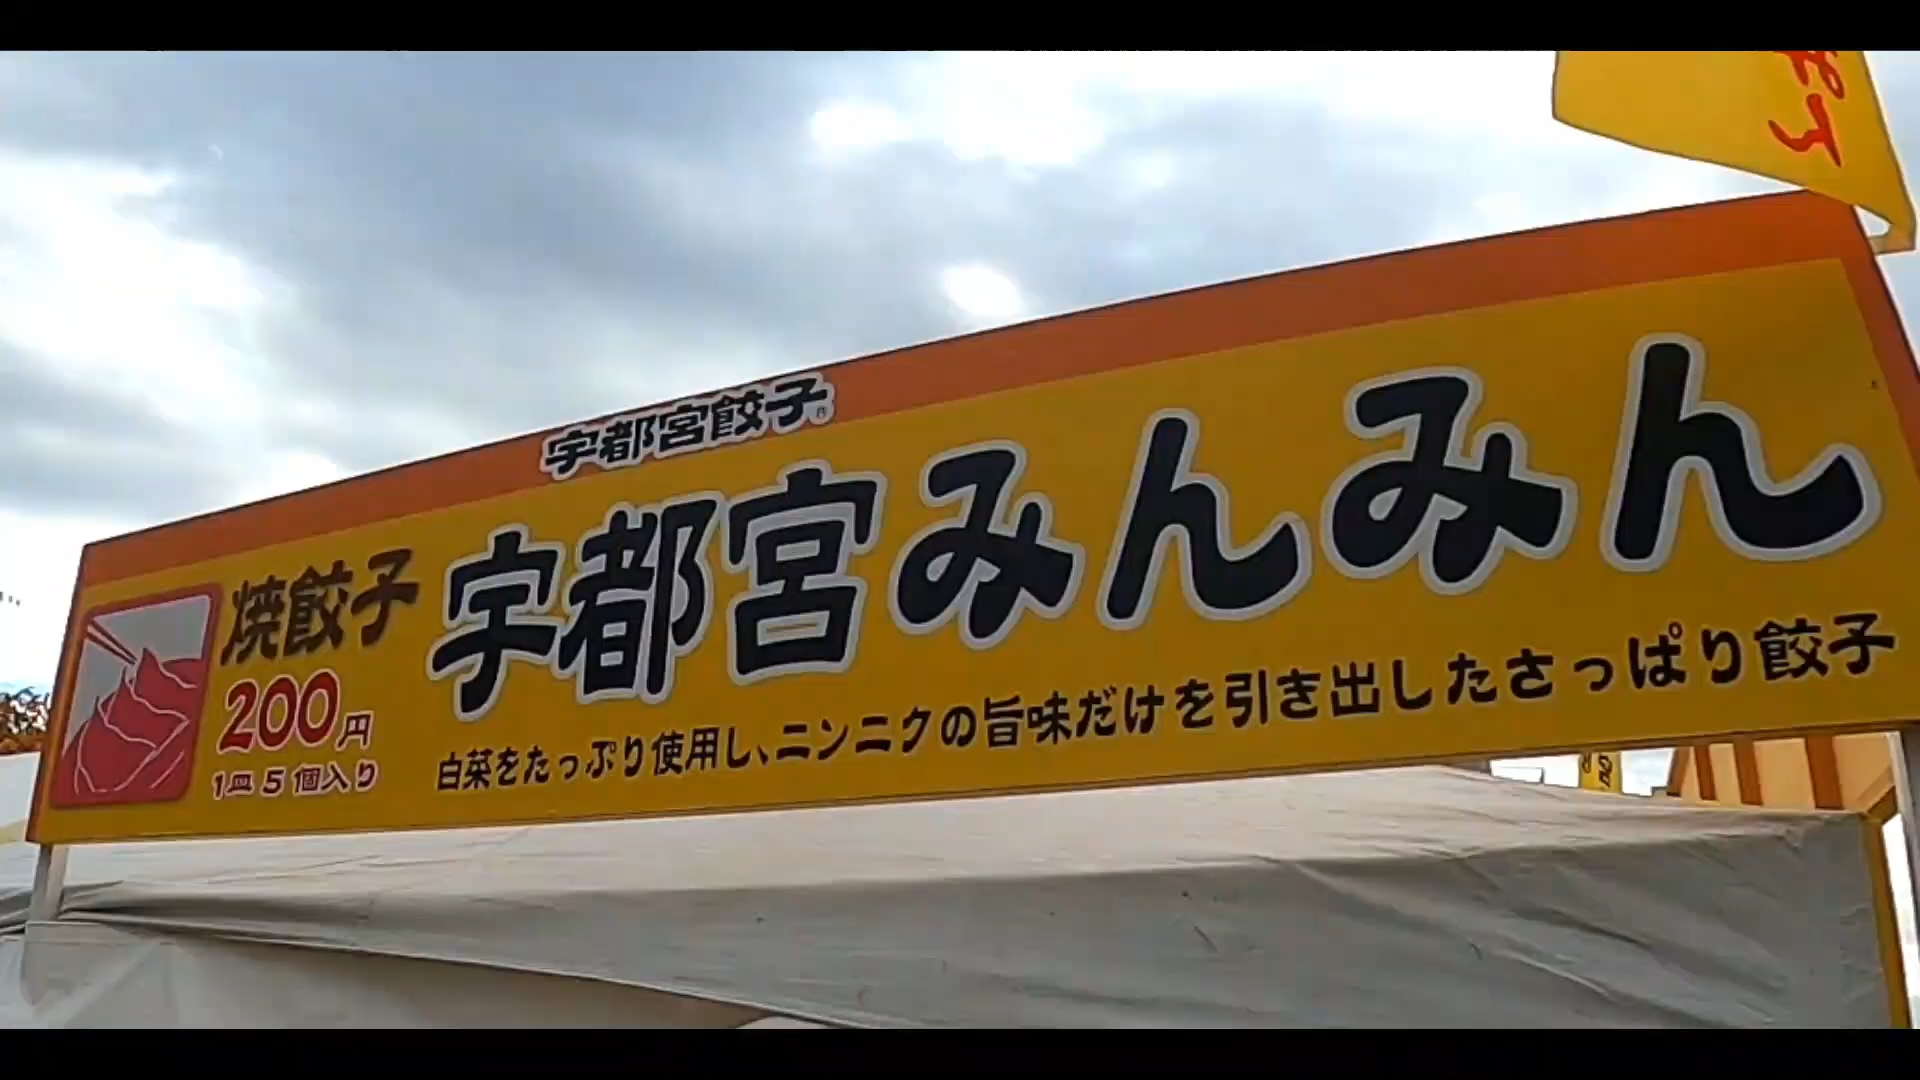 宇都宮餃子®
宇都宮みんみん
焼餃子
200円
1皿5個入り
白菜をたっぷり使用し、ニンニクの旨味だけを引き出したさっぱり餃子